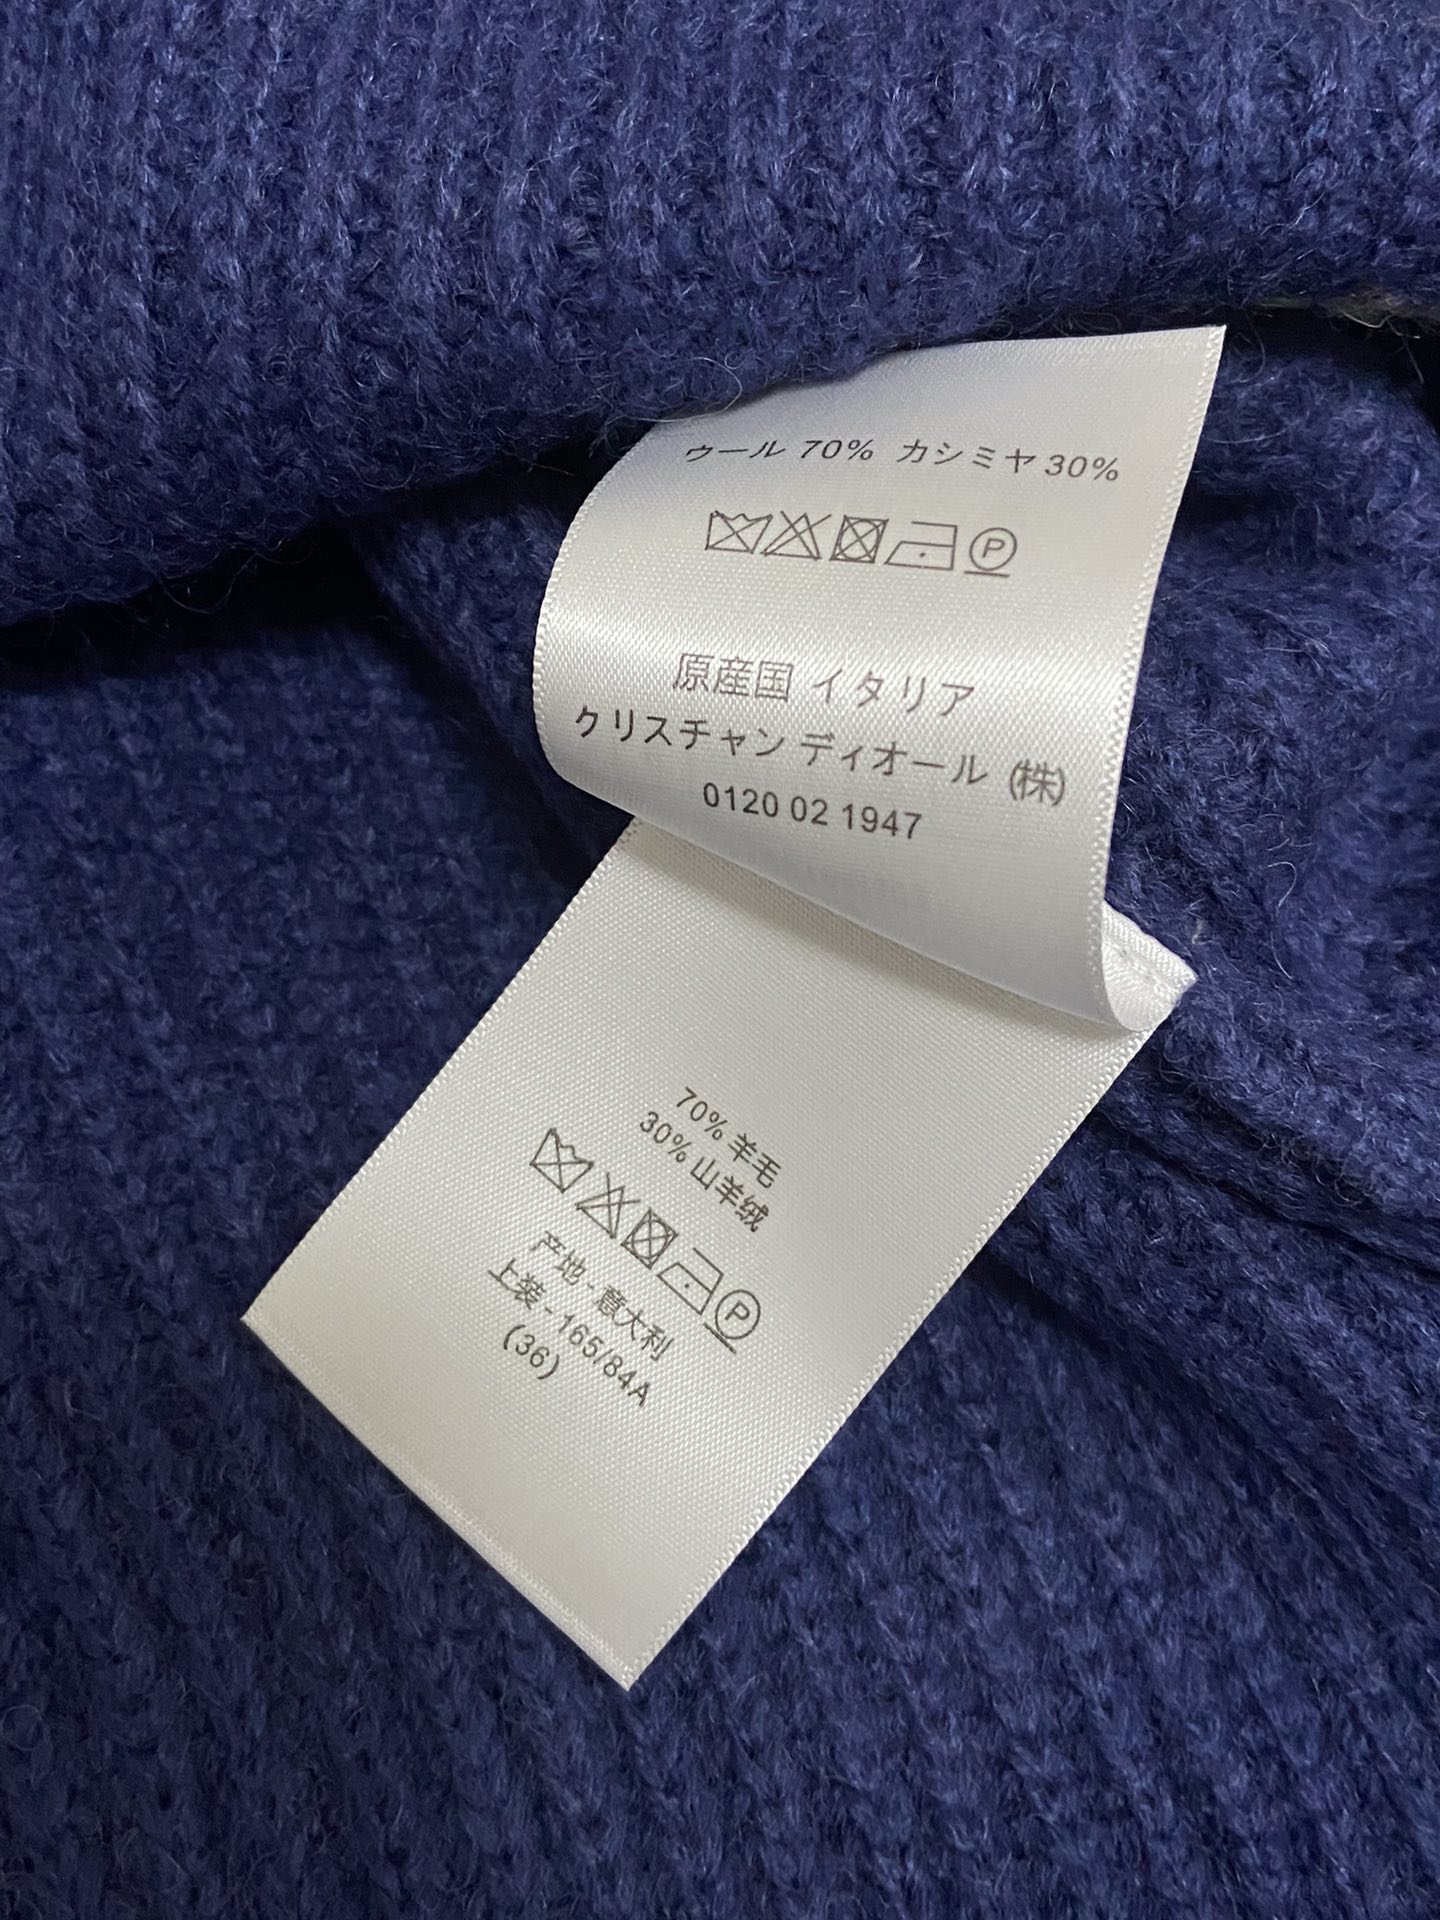 ウール 70% カシミヤ 30%
P
原産国 イタリア
クリスチャン ディオール (株)
0120 02 1947
70% 羊毛
30% 山羊绒
P
产地 - 意大利
上装 - 165/84A
(36)